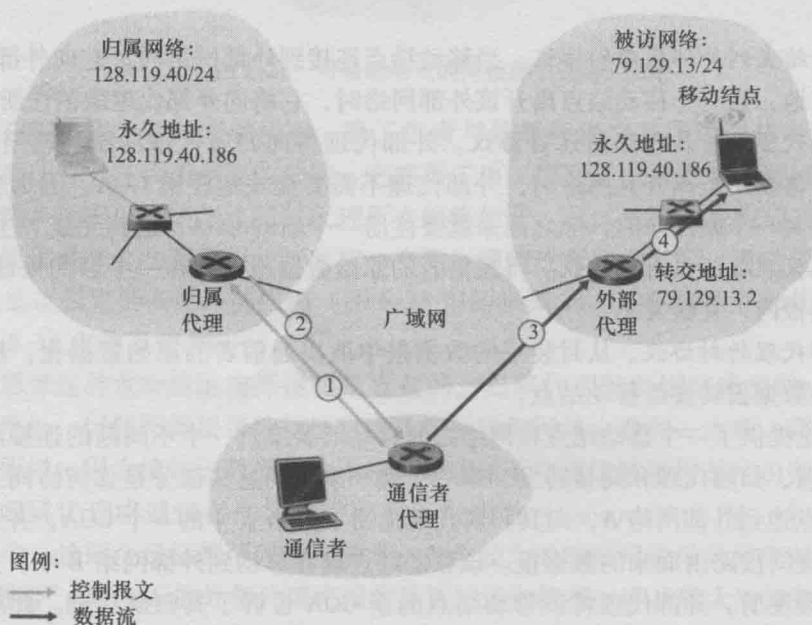 归属网络：
128.119.40/24
永久地址：
128.119.40.186
归属
代理
被访网络：
79.129.13/24
移动结点
永久地址：
128.119.40.186
④
转交地址：
79.129.13.2
外部
代理
广域网
②
③
①
通信者
代理
通信者
图例：
控制报文
数据流